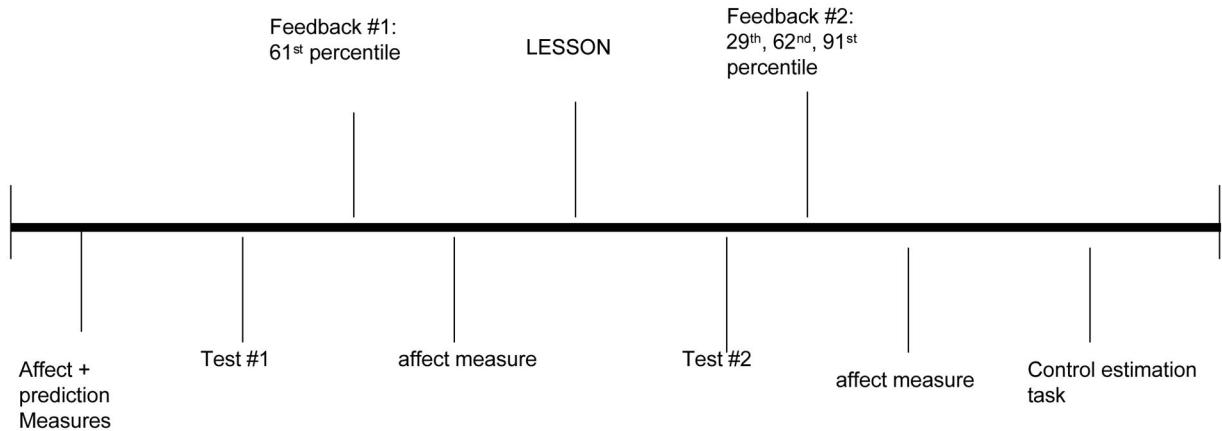 Feedback #1:
61st percentile
LESSON
Feedback #2:
29th, 62nd, 91st
percentile
Affect +
prediction
Measures
Test #1
affect measure
Test #2
affect measure
Control estimation
task